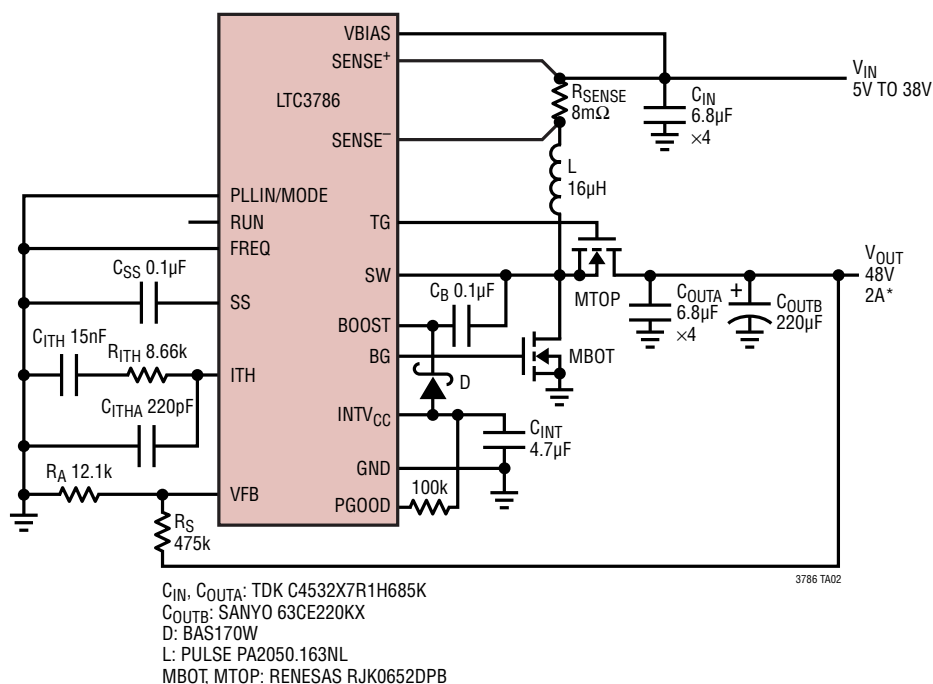 VBIAS
SENSE+
LTC3786
SENSE–
PLLIN/MODE
RUN
FREQ
SS
ITH
VFB
TG
SW
BOOST
BG
INTVCC
GND
PGOOD
VIN
5V TO 38V
RSENSE
8mΩ
CIN
6.8µF
×4
L
16µH
CSS 0.1µF
CITH 15nF
RITH 8.66k
CITHA 220pF
RA 12.1k
RS
475k
CB 0.1µF
D
MTOP
MBOT
CINT
4.7µF
100k
VOUT
48V
2A*
COUTA
6.8µF
×4
+
COUTB
220µF
3786 TA02
CIN, COUTA: TDK C4532X7R1H685K
COUTB: SANYO 63CE220KX
D: BAS170W
L: PULSE PA2050.163NL
MBOT, MTOP: RENESAS RJK0652DPB